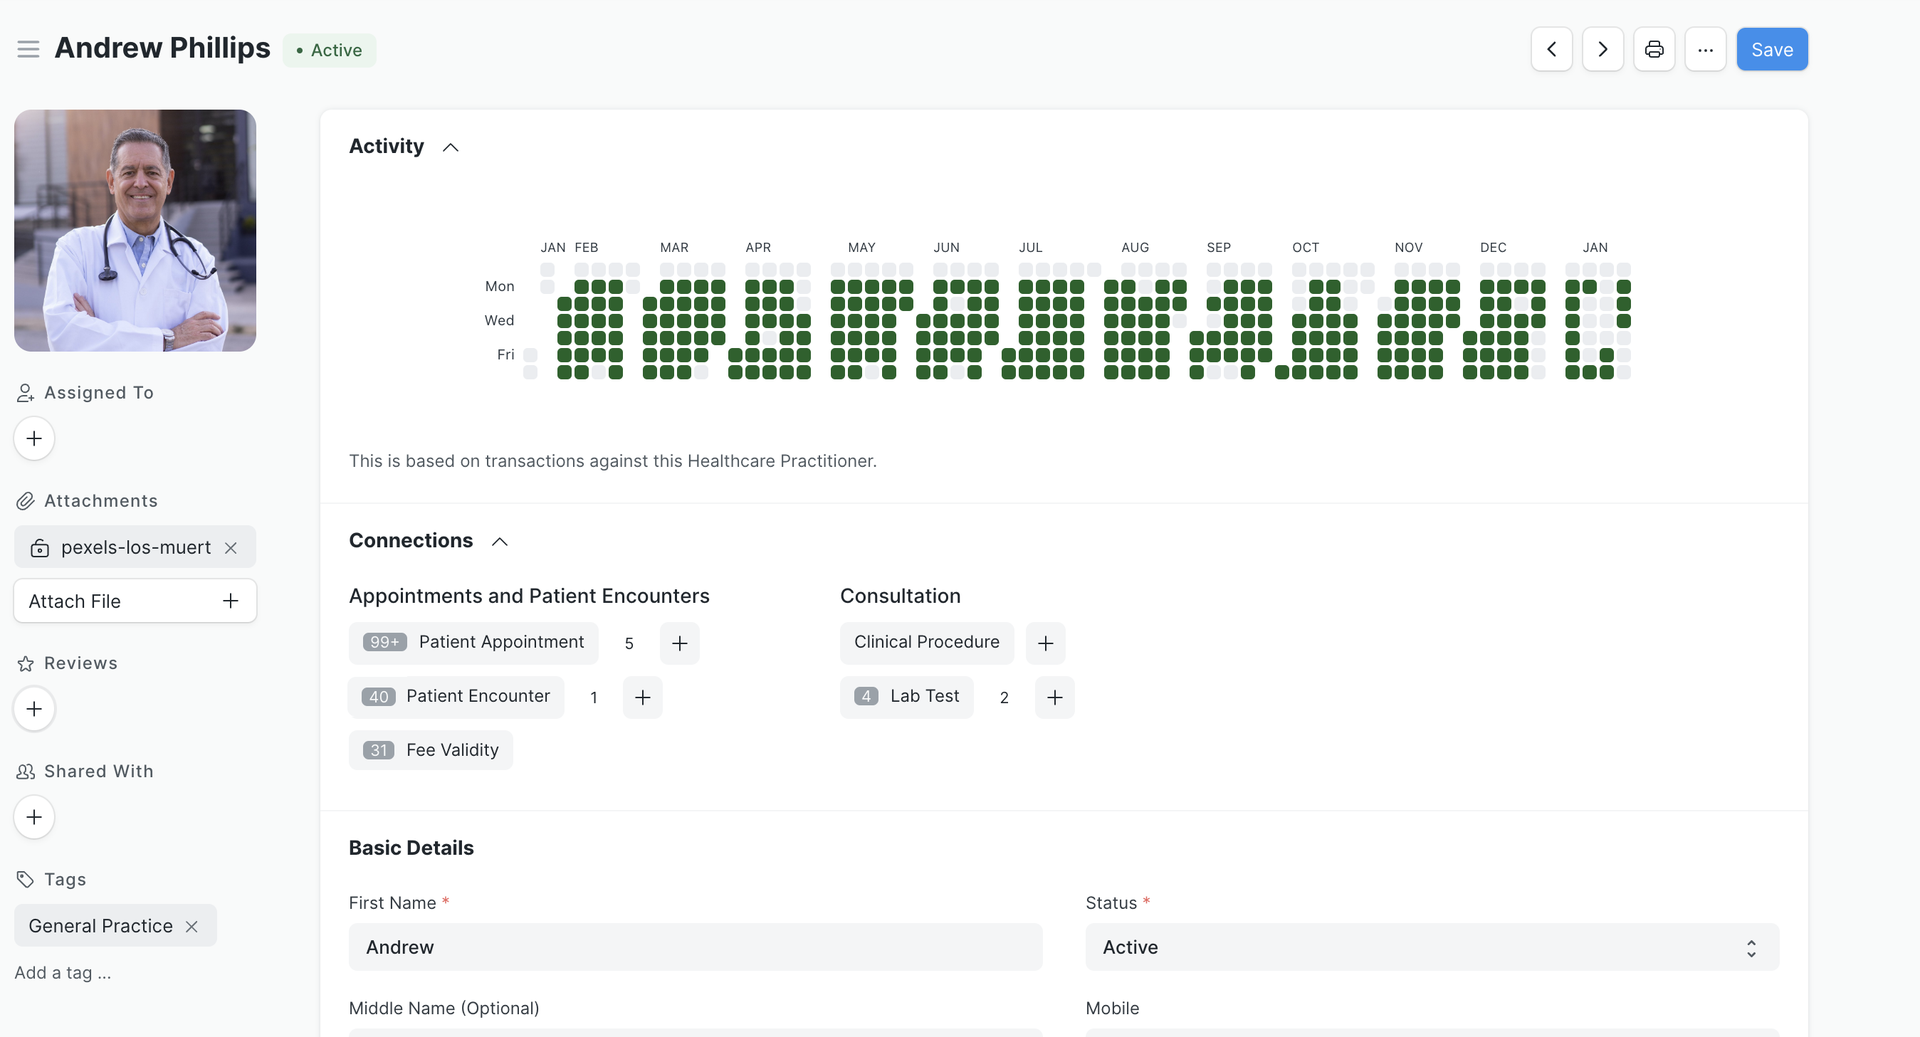 Andrew Phillips
• Active
Save
Activity
JAN FEB MAR APR MAY JUN JUL AUG SEP OCT NOV DEC JAN
Mon
Wed
Fri
This is based on transactions against this Healthcare Practitioner.
Assigned To
Attachments
pexels-los-muert
Attach File
Reviews
Shared With
Tags
General Practice
Add a tag ...
Connections
Appointments and Patient Encounters
99+ Patient Appointment 5
40 Patient Encounter 1
31 Fee Validity
Consultation
Clinical Procedure
4 Lab Test 2
Basic Details
First Name *
Andrew
Status *
Active
Middle Name (Optional)
Mobile